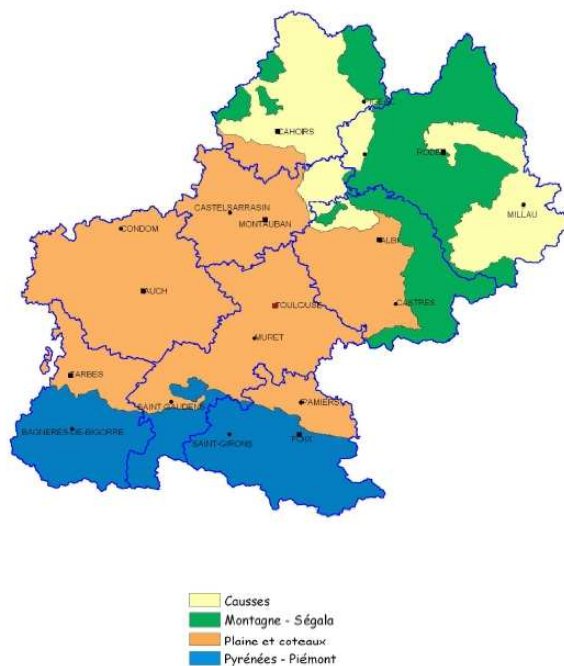 CAHORS
RODEZ
MILLAU
CASTELSARRASIN
MONTAUBAN
CONDOM
ALBI
AUCH
TOULOUSE
CASTRES
MURET
TARBES
SAINT-GAUDENS
PAMIERS
BAGNERES-DE-BIGORRE
SAINT-GIRONS
FOIX
Causses
Montagne - Ségala
Plaine et coteaux
Pyrénées - Piémont